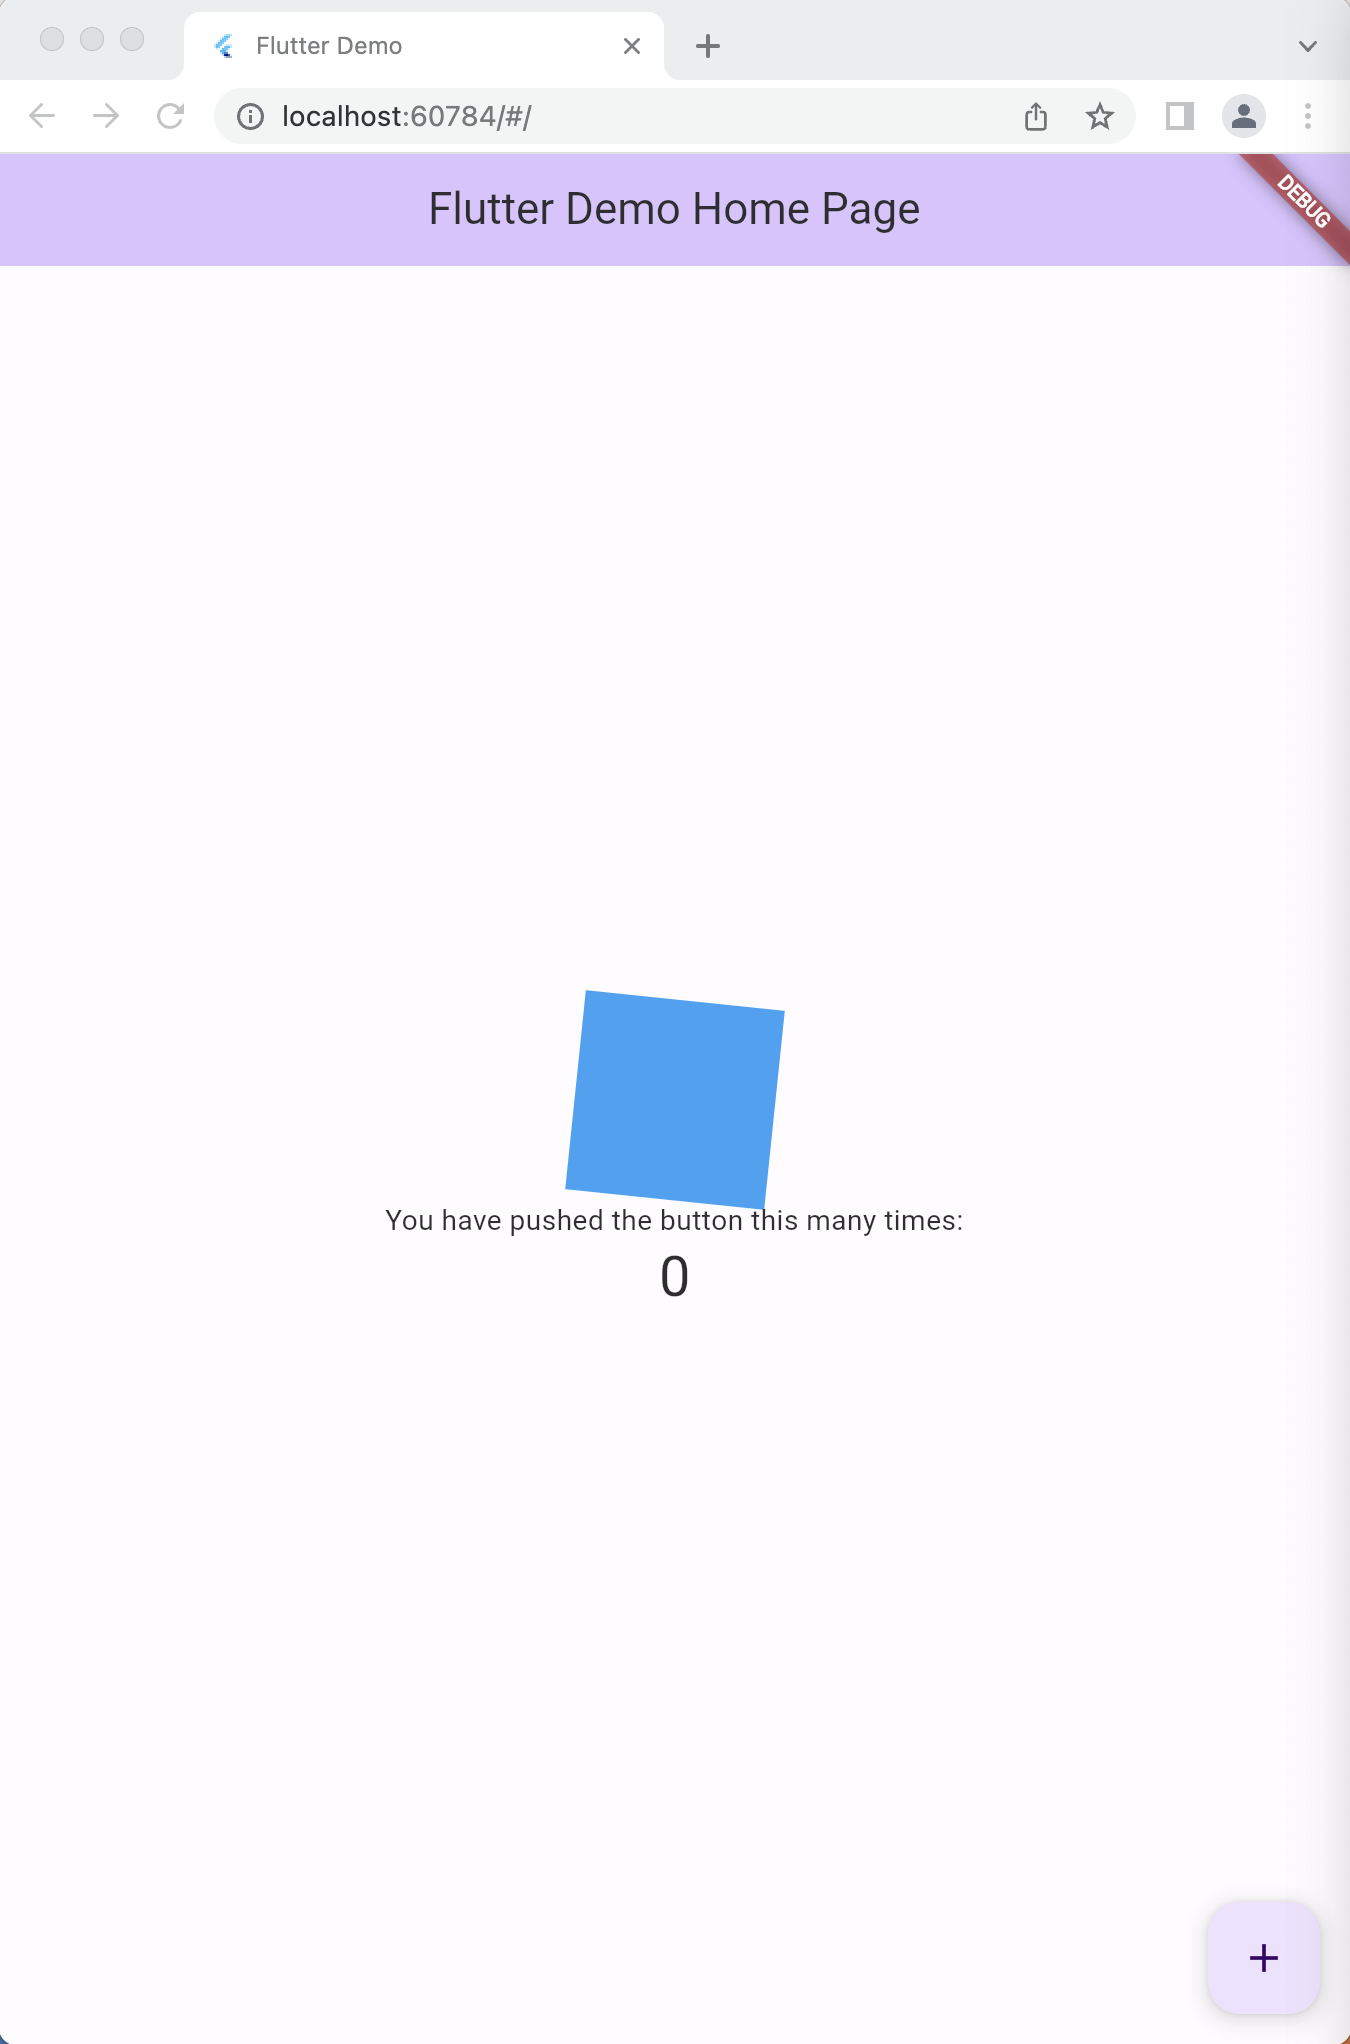 Flutter Demo
localhost:60784/#/
Flutter Demo Home Page
DEBUG
You have pushed the button this many times:
0